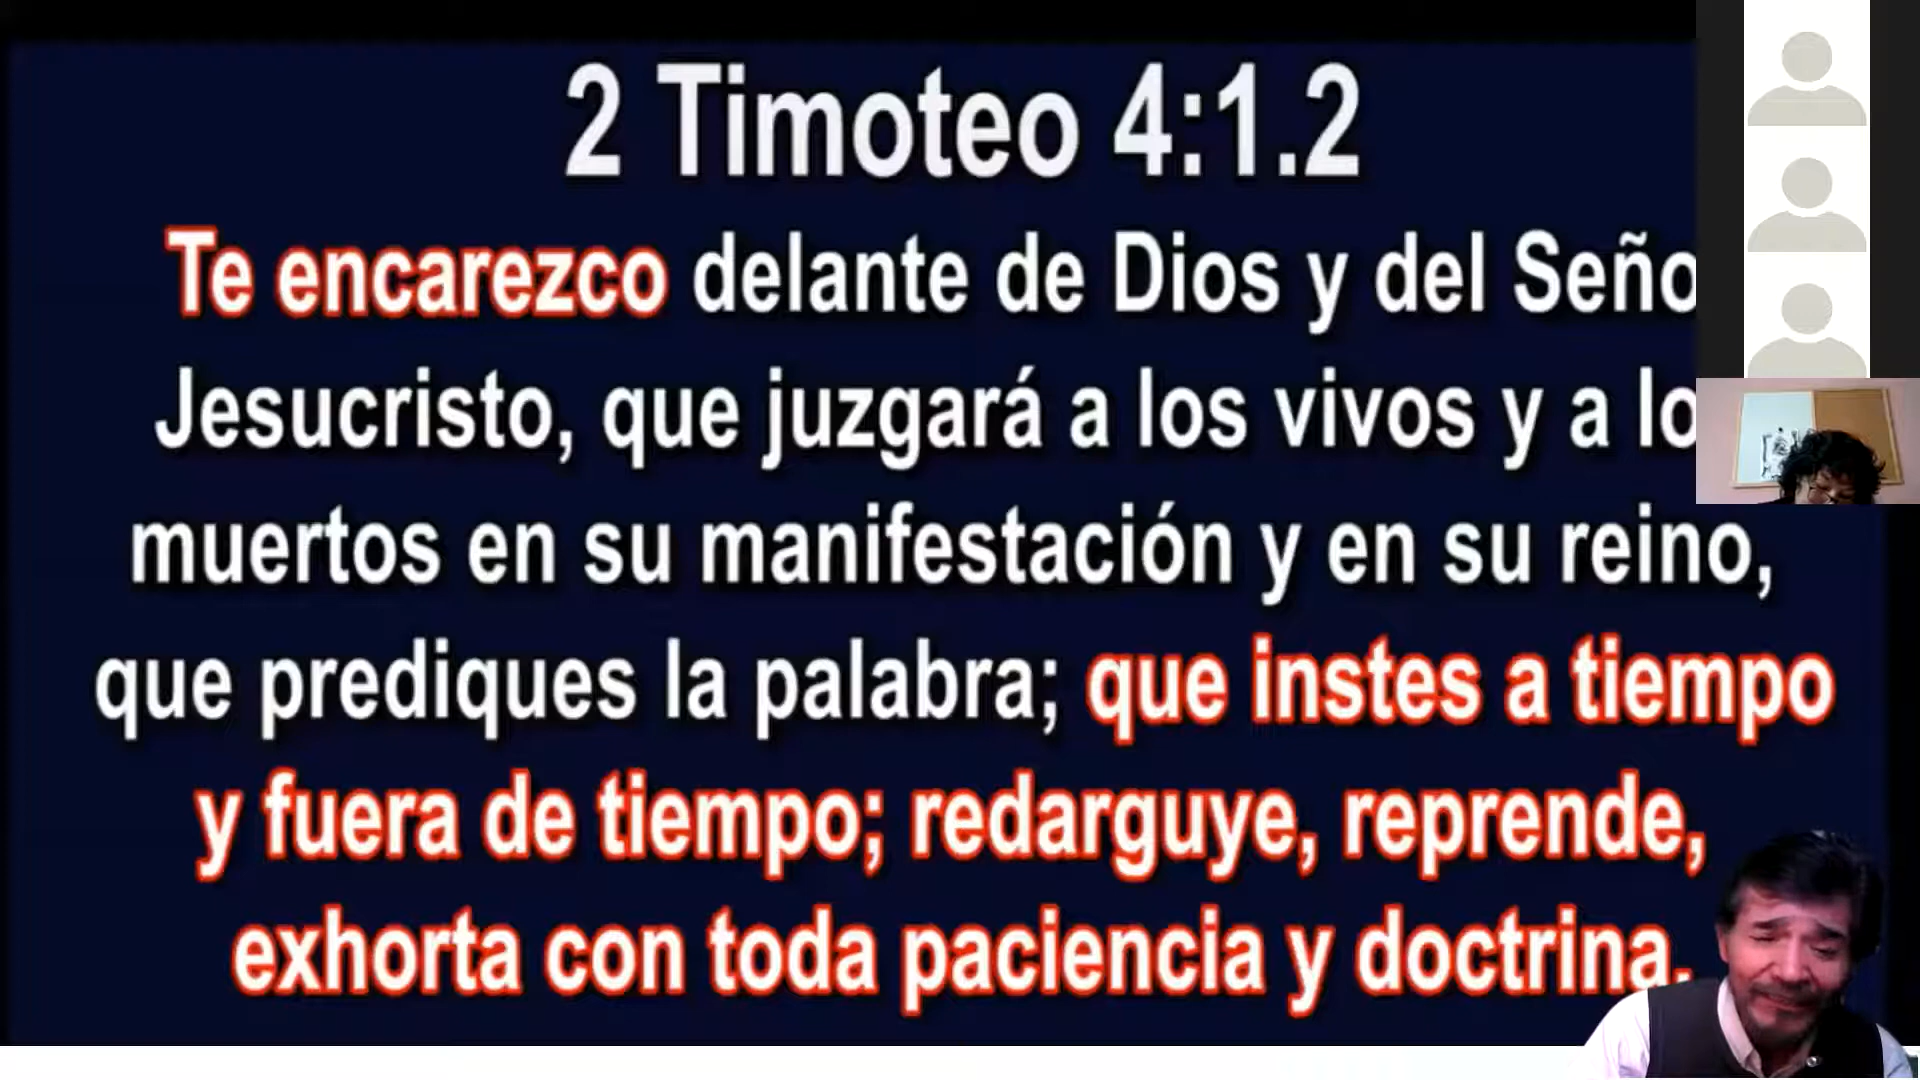 2 Timoteo 4:1.2
Te encarezco delante de Dios y del Seño
Jesucristo, que juzgará a los vivos y a lo
muertos en su manifestación y en su reino,
que prediques la palabra; que instes a tiempo
y fuera de tiempo; redarguye, reprende,
exhorta con toda paciencia y doctrina.